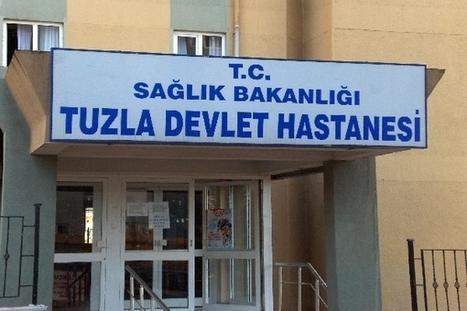 T.C.
SAĞLIK BAKANLIĞI
TUZLA DEVLET HASTANESİ